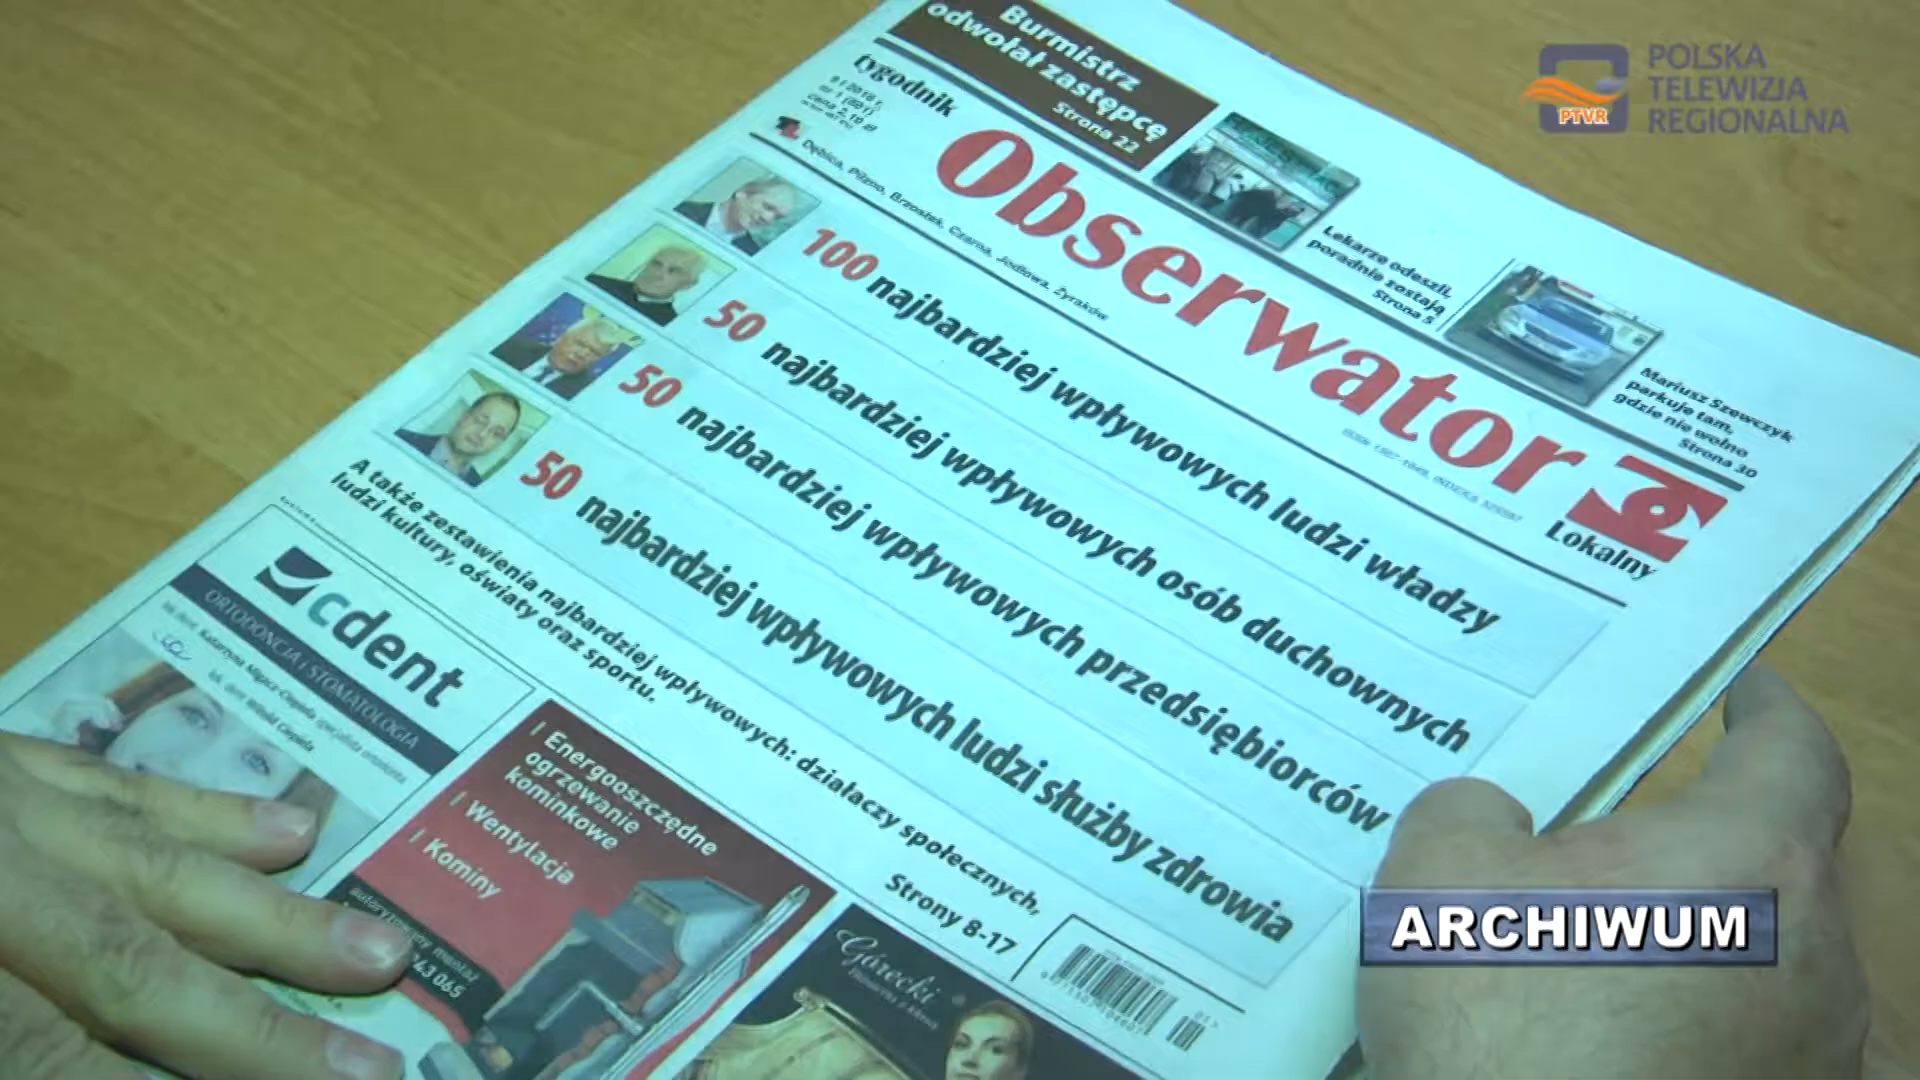 POLSKA
TELEWIZJA
REGIONALNA
PTVR
Burmistrz
odwołał zastępcę
Strona 22
tygodnik
Obserwator
Lokalny
Lekarze odeszli,
poradnie zostają
Strona 5
Mariusz Szewczyk
parkuje tam,
gdzie nie wolno
Strona 30
Dębica, Pilzno, Brzostek, Czarna, Jodłowa, Żyraków
100 najbardziej wpływowych ludzi władzy
50 najbardziej wpływowych osób duchownych
50 najbardziej wpływowych przedsiębiorców
50 najbardziej wpływowych ludzi służby zdrowia
A także zestawienia najbardziej wpływowych: działaczy społecznych,
ludzi kultury, oświaty oraz sportu.
Strony 8-17
cdent
ORTODONCJA i STOMATOLOGIA
| Energooszczędne
ogrzewanie
kominkowe
| Wentylacja
| Kominy
autoryzowany montaż
Górecki
ARCHIWUM